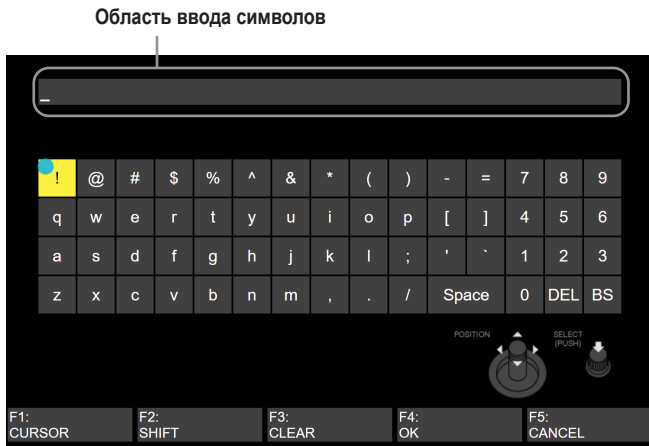 Область ввода символов
_
! @ # $ % ^ & * ( ) - = 7 8 9
q w e r t y u i o p [ ] 4 5 6
a s d f g h j k l ; ' ` 1 2 3
z x c v b n m , . / Space 0 DEL BS
POSITION SELECT
(PUSH)
F1: F2: F3: F4: F5:
CURSOR SHIFT CLEAR OK CANCEL